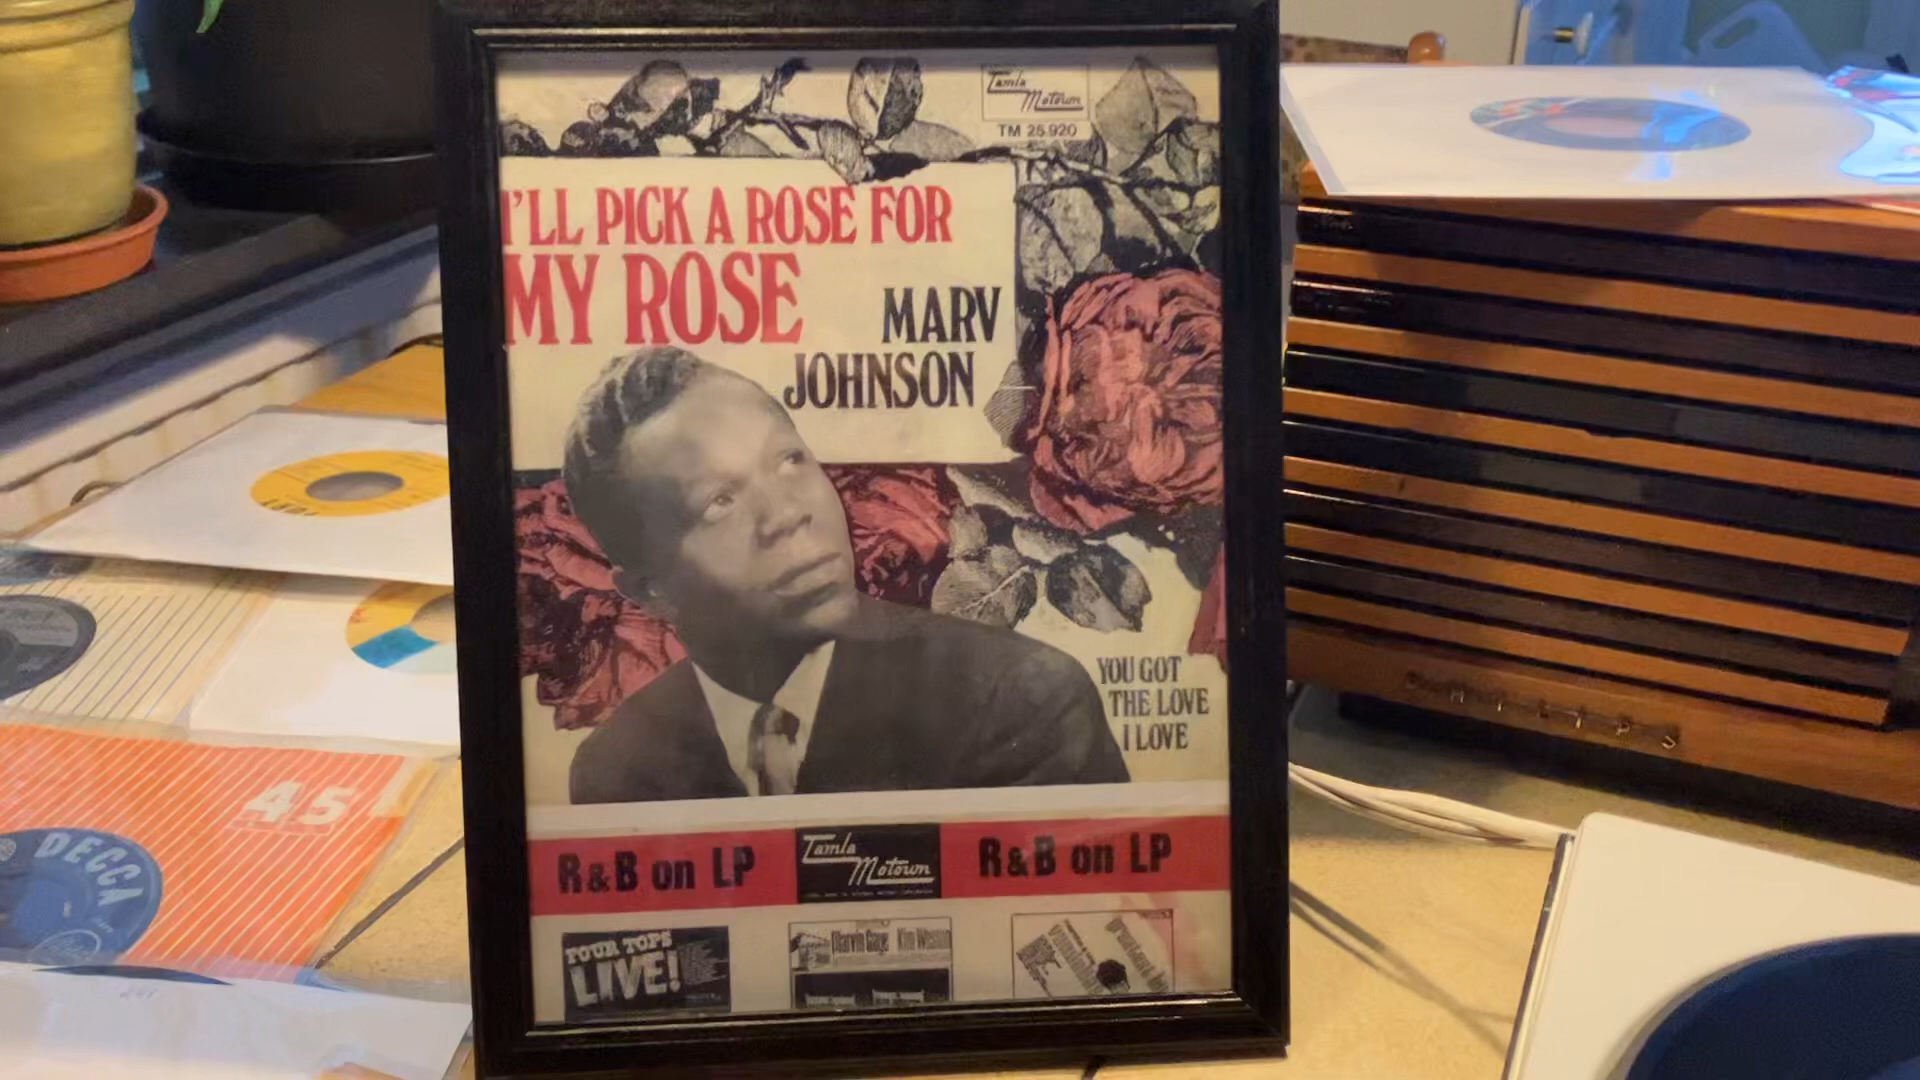 Tamla
Motown
TM 25.920
I'LL PICK A ROSE FOR
MY ROSE
MARV
JOHNSON
YOU GOT
THE LOVE
I LOVE
R&B on LP
Tamla
Motown
R&B on LP
FOUR TOPS
LIVE!
Marvin Gaye
Kim Weston
PHILIPS
45
DECCA